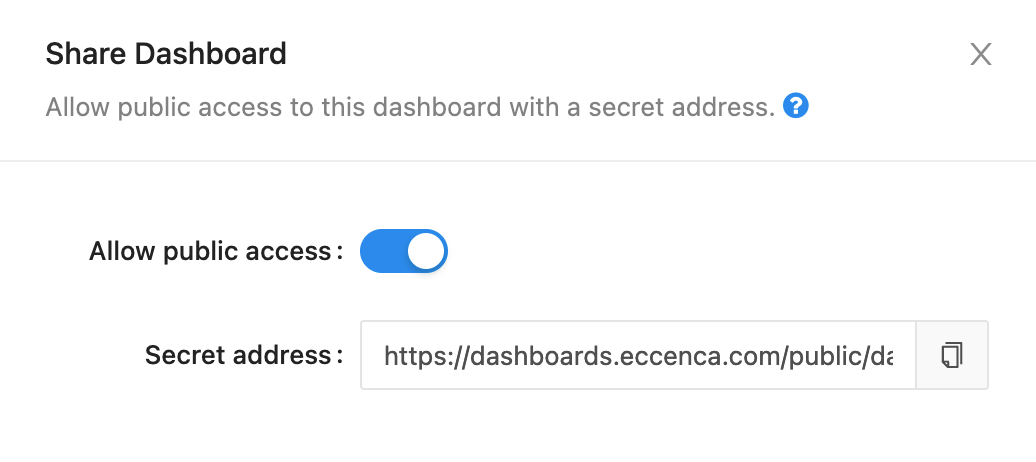 Share Dashboard
Allow public access to this dashboard with a secret address.
Allow public access:
Secret address: https://dashboards.eccenca.com/public/da